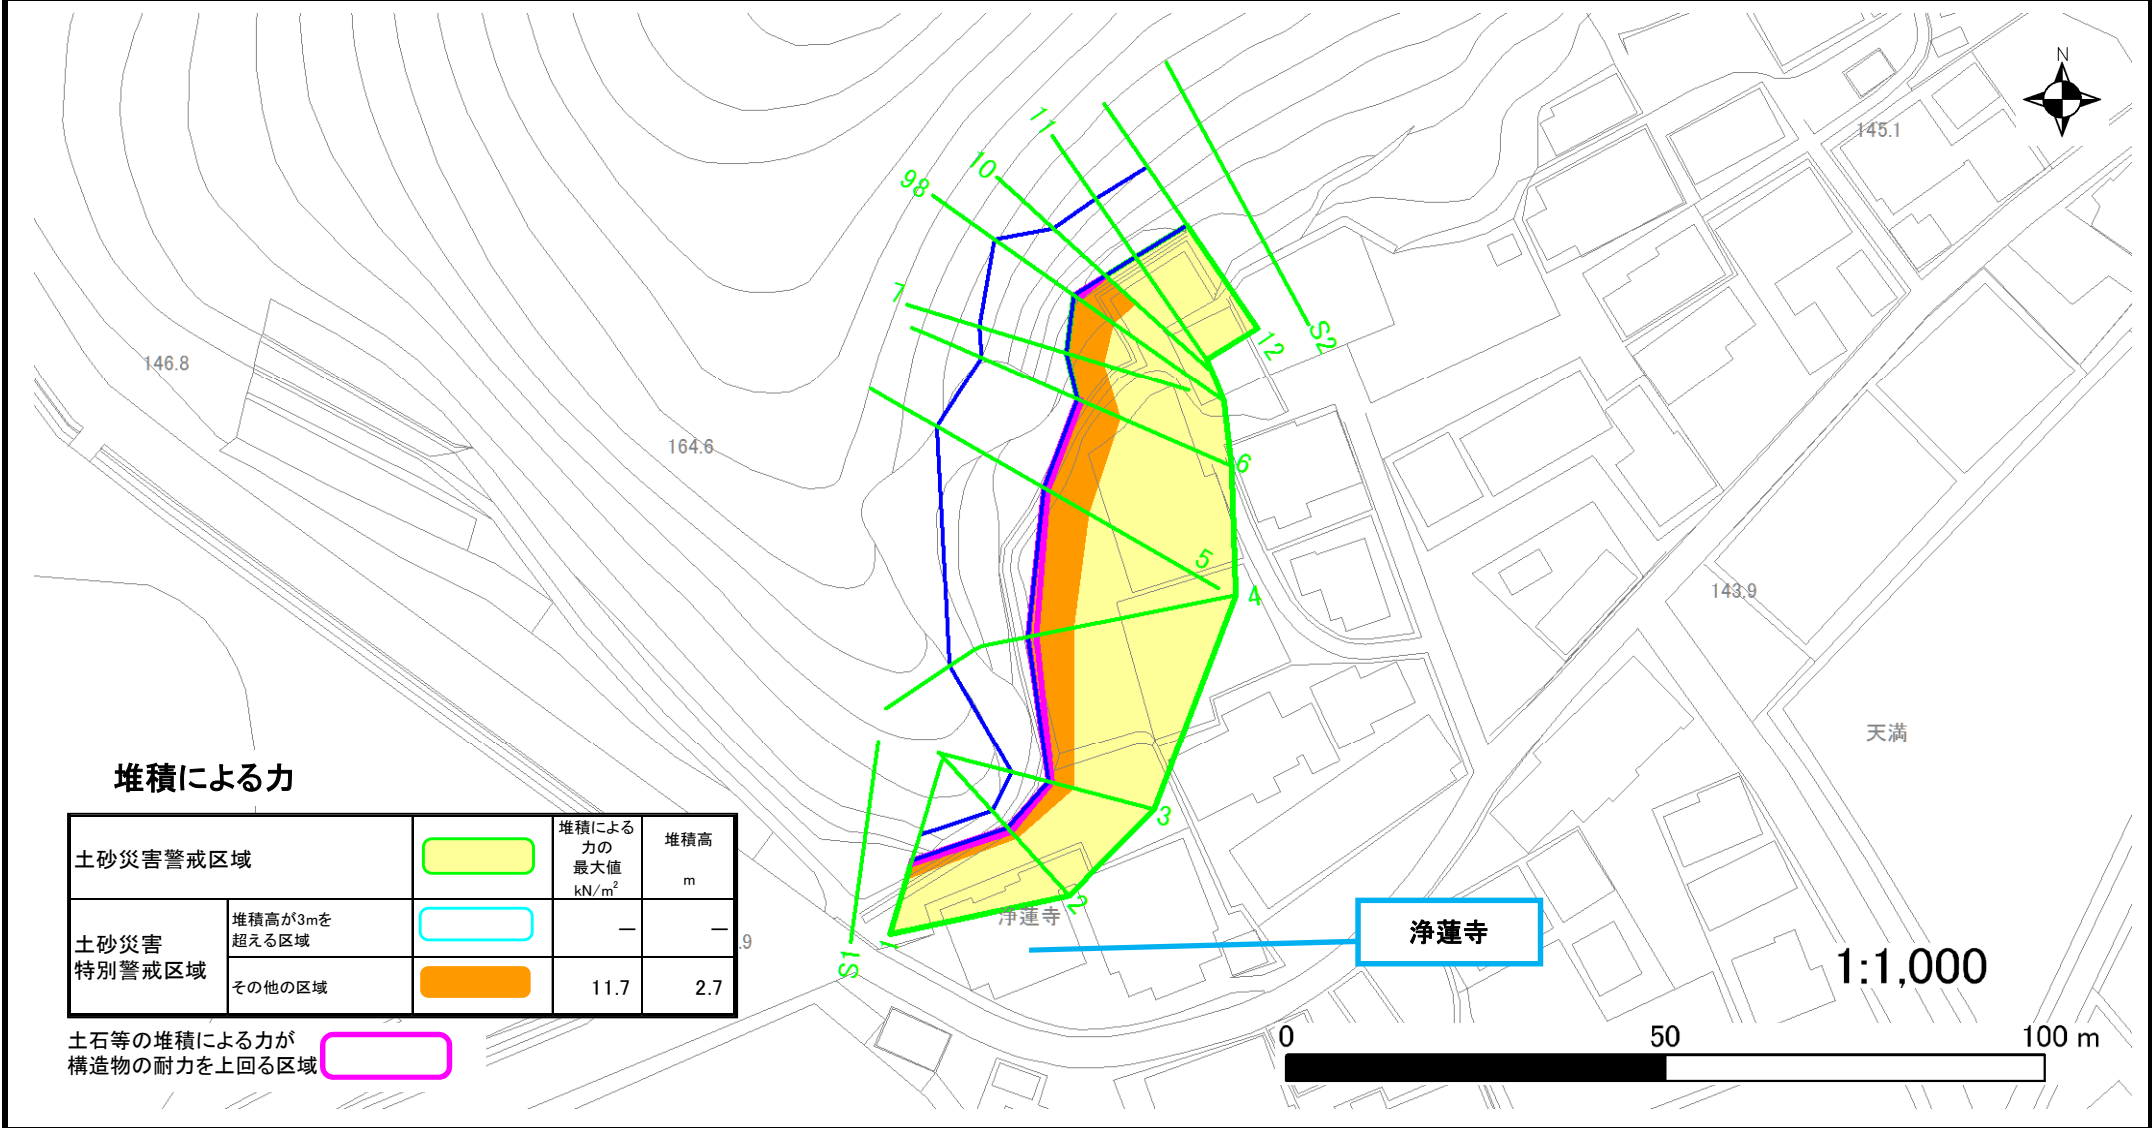 N
145.1
11
10
98
7
S2
12
146.8
164.6
6
5
4
143.9
天満
3
2
浄蓮寺
1
S1
.9
浄蓮寺
堆積による力
堆積による
力の
最大値
kN/m²
堆積高
m
土砂災害警戒区域
土砂災害
特別警戒区域
堆積高が3mを
超える区域
－
－
その他の区域
11.7
2.7
土石等の堆積による力が
構造物の耐力を上回る区域
1:1,000
0
50
100 m